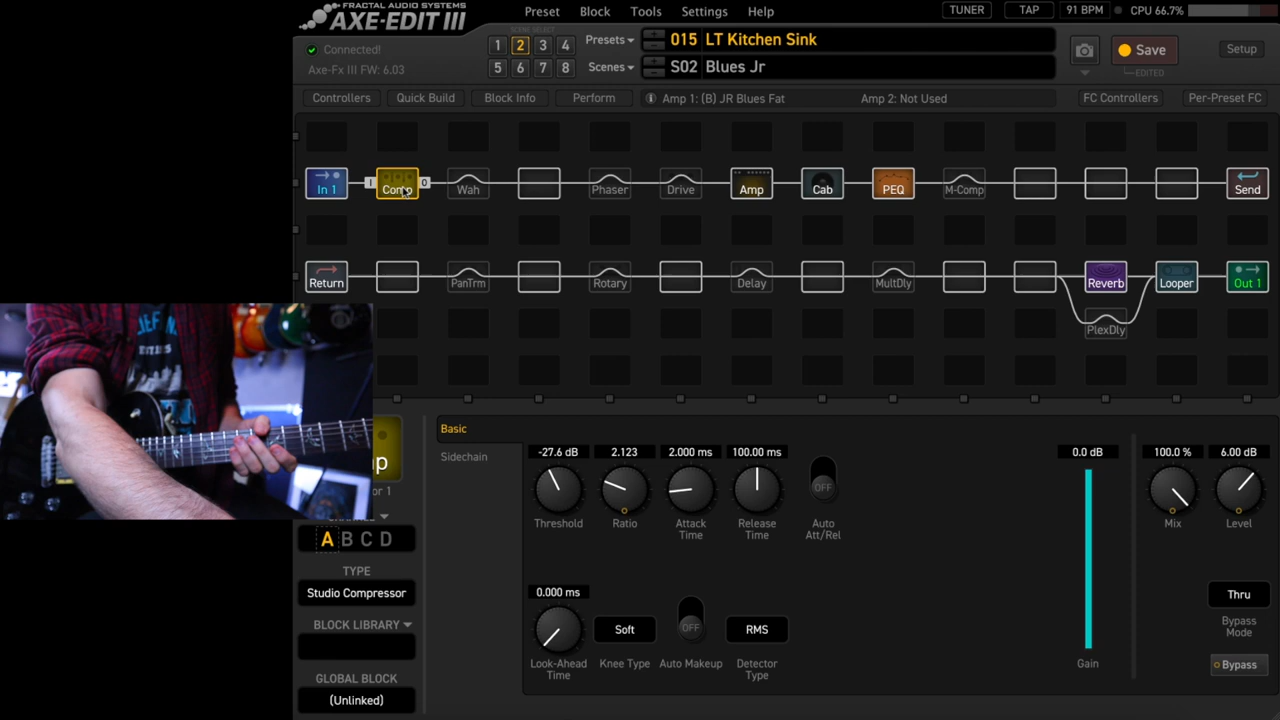 FRACTAL AUDIO SYSTEMS
AXE-EDIT III
Preset Block Tools Settings Help
TUNER TAP 91 BPM CPU 66.7%
Connected!
Axe-Fx III FW: 6.03
SCENE SELECT
1 2 3 4
5 6 7 8
Presets 015 LT Kitchen Sink
Scenes S02 Blues Jr
Save
EDITED
Setup
Controllers Quick Build Block Info Perform Amp 1: (B) JR Blues Fat Amp 2: Not Used FC Controllers Per-Preset FC
In 1 I Comp O Wah Phaser Drive Amp Cab PEQ M-Comp Send
Return PanTrm Rotary Delay MultDly Reverb Looper Out 1
PlexDly
Basic
Sidechain
-27.6 dB 2.123 2.000 ms 100.00 ms 0.0 dB 100.0 % 6.00 dB
OFF
Threshold Ratio Attack Time Release Time Auto Att/Rel Mix Level
A B C D
TYPE
Studio Compressor
BLOCK LIBRARY
GLOBAL BLOCK
(Unlinked)
0.000 ms
Soft OFF RMS Thru
Look-Ahead Time Knee Type Auto Makeup Detector Type Gain Bypass Mode
Bypass